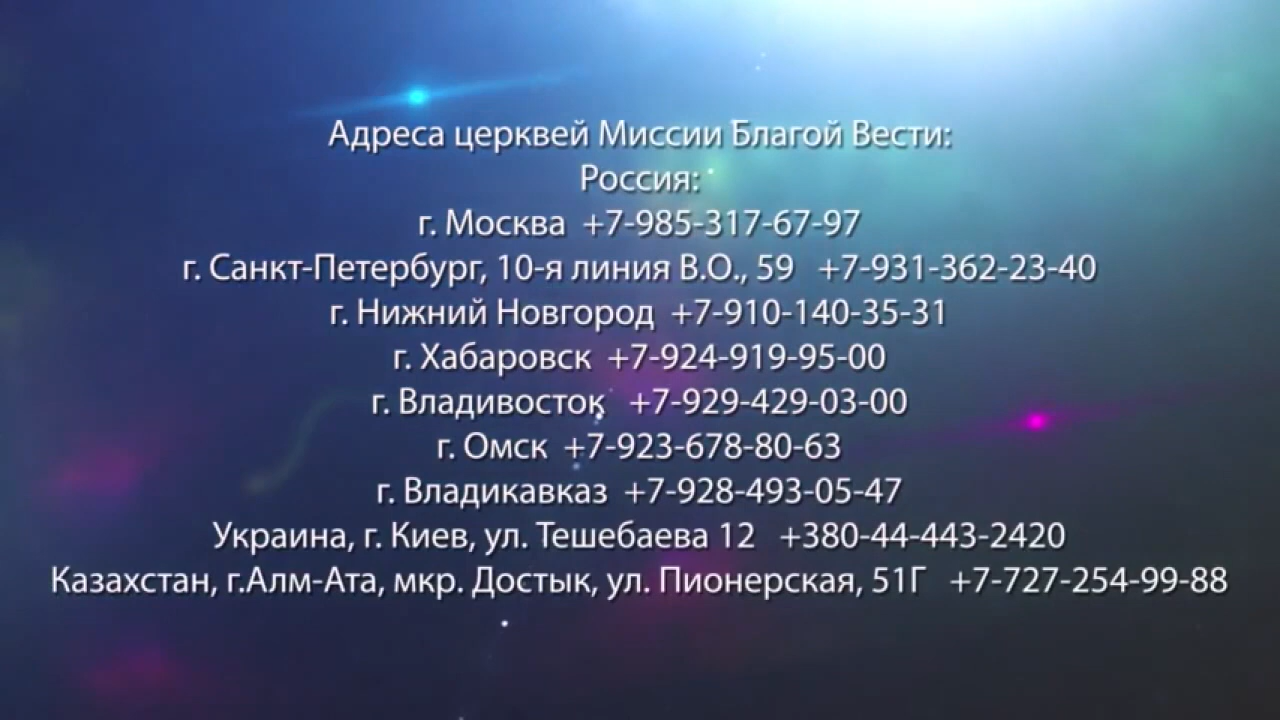 Адреса церквей Миссии Благой Вести:
Россия:
г. Москва +7-985-317-67-97
г. Санкт-Петербург, 10-я линия В.О., 59 +7-931-362-23-40
г. Нижний Новгород +7-910-140-35-31
г. Хабаровск +7-924-919-95-00
г. Владивосток +7-929-429-03-00
г. Омск +7-923-678-80-63
г. Владикавказ +7-928-493-05-47
Украина, г. Киев, ул. Тешебаева 12 +380-44-443-2420
Казахстан, г.Алм-Ата, мкр. Достык, ул. Пионерская, 51Г +7-727-254-99-88